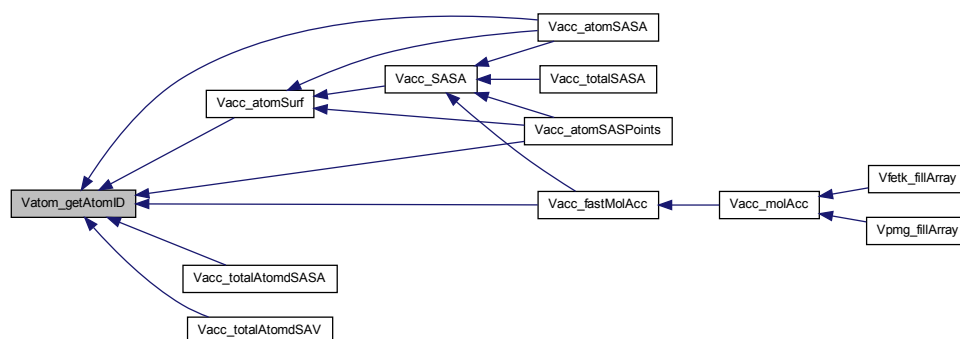 Vacc_atomSASA
Vacc_SASA
Vacc_totalSASA
Vacc_atomSurf
Vacc_atomSASPoints
Vfetk_fillArray
Vatom_getAtomID
Vacc_fastMolAcc
Vacc_molAcc
Vpmg_fillArray
Vacc_totalAtomdSASA
Vacc_totalAtomdSAV